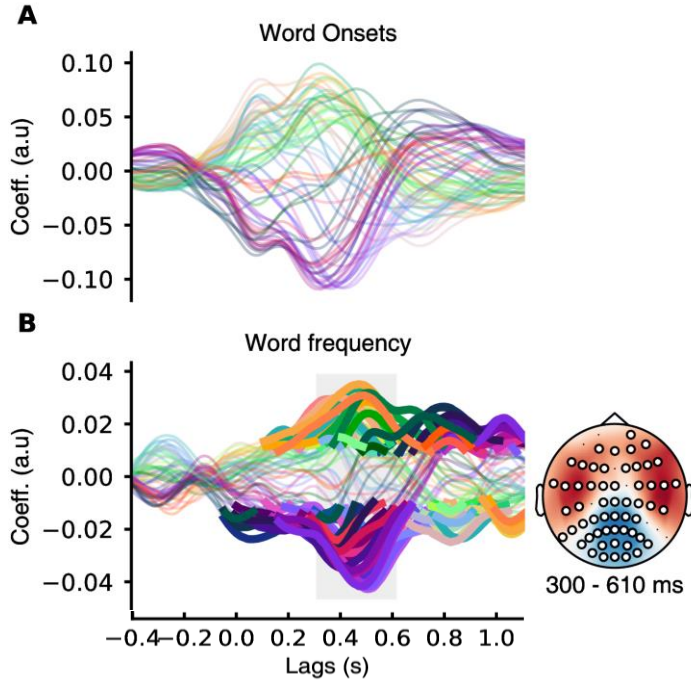 A
Word Onsets
Coeff. (a.u)
0.10
0.05
0.00
−0.05
−0.10
B
Word frequency
Coeff. (a.u)
0.04
0.02
0.00
−0.02
−0.04
−0.4 −0.2 0.0 0.2 0.4 0.6 0.8 1.0
Lags (s)
300 - 610 ms